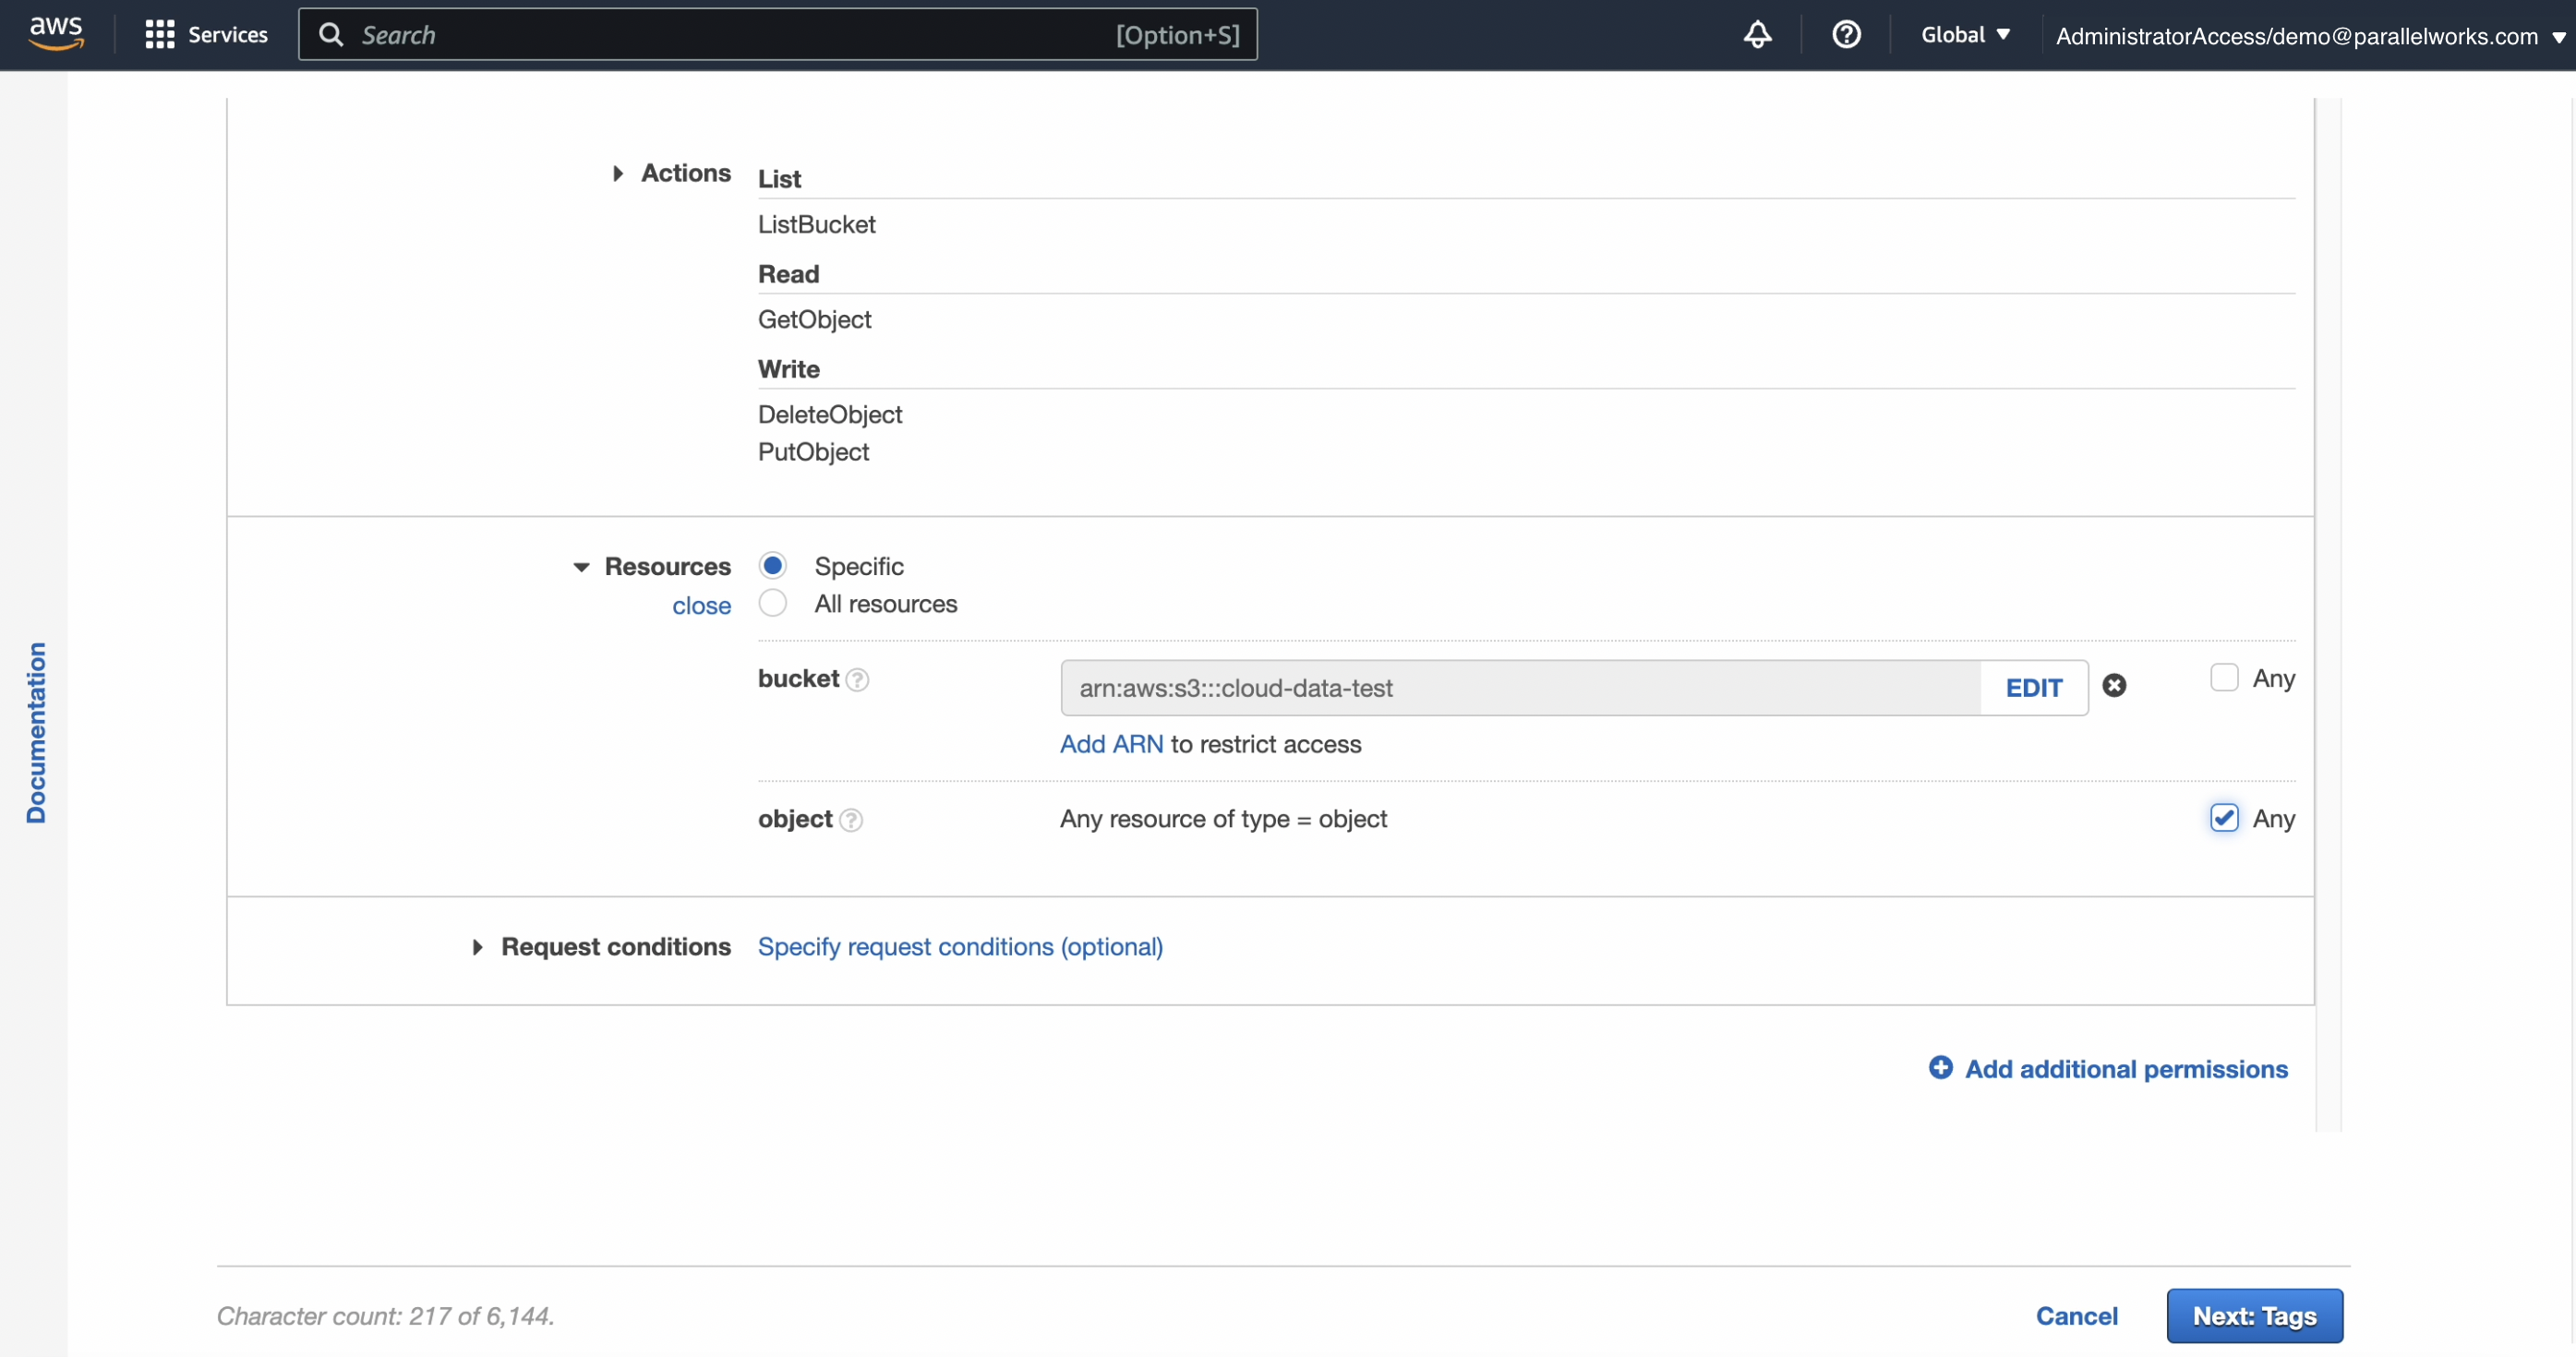 aws Services Search [Option+S] Global AdministratorAccess/demo@parallelworks.com
Documentation
Actions List
ListBucket
Read
GetObject
Write
DeleteObject
PutObject
Resources Specific
close All resources
bucket ? arn:aws:s3:::cloud-data-test EDIT Any
Add ARN to restrict access
object ? Any resource of type = object Any
Request conditions Specify request conditions (optional)
Add additional permissions
Character count: 217 of 6,144. Cancel Next: Tags